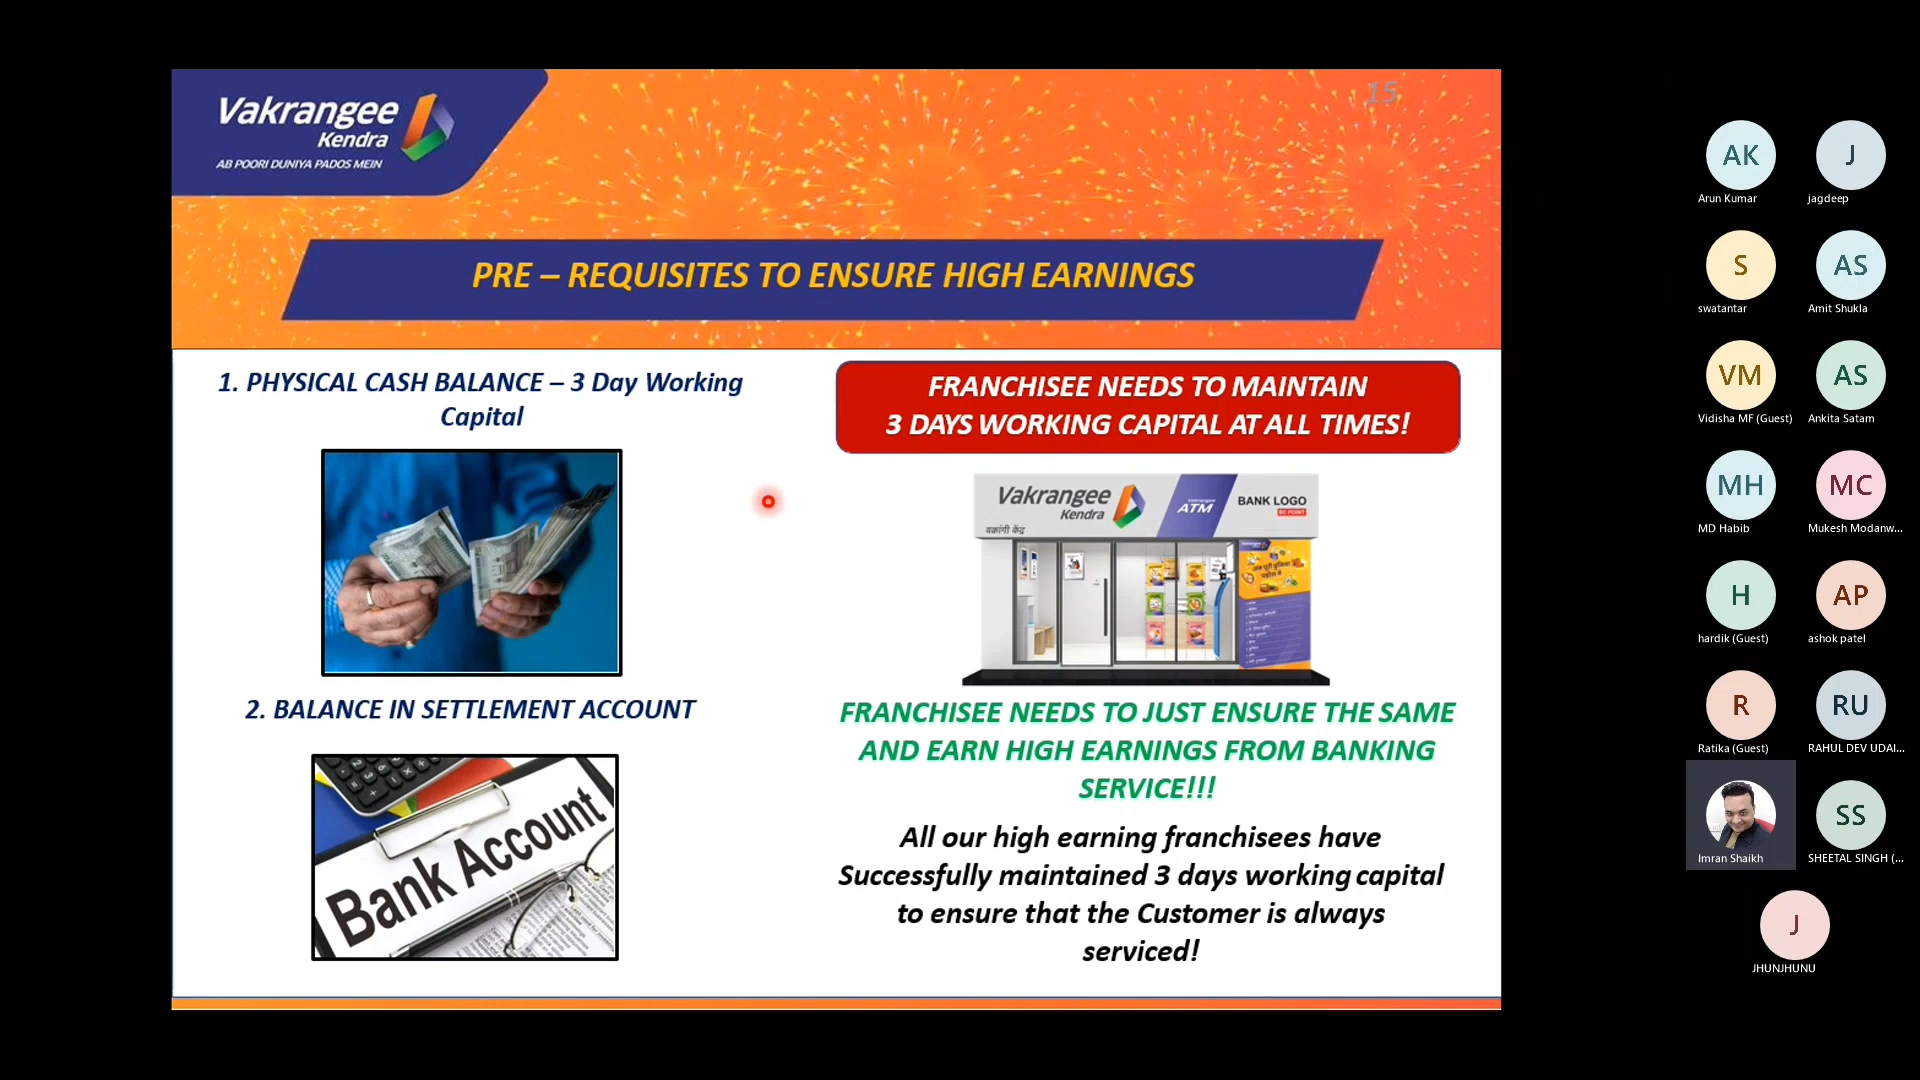 15
Vakrangee
Kendra
AB POORI DUNIYA PADOS MEIN
PRE – REQUISITES TO ENSURE HIGH EARNINGS
1. PHYSICAL CASH BALANCE – 3 Day Working
Capital
2. BALANCE IN SETTLEMENT ACCOUNT
Bank Account
FRANCHISEE NEEDS TO MAINTAIN
3 DAYS WORKING CAPITAL AT ALL TIMES!
Vakrangee
Kendra
वक्रांगी केंद्र
Vakrangee
ATM
BANK LOGO
BC POINT
अब पूरी दुनिया
पड़ोस में
FRANCHISEE NEEDS TO JUST ENSURE THE SAME
AND EARN HIGH EARNINGS FROM BANKING
SERVICE!!!
All our high earning franchisees have
Successfully maintained 3 days working capital
to ensure that the Customer is always
serviced!
AK
Arun Kumar
J
jagdeep
S
swatantar
AS
Amit Shukla
VM
Vidisha MF (Guest)
AS
Ankita Satam
MH
MD Habib
MC
Mukesh Modanw...
H
hardik (Guest)
AP
ashok patel
R
Ratika (Guest)
RU
RAHUL DEV UDAI...
Imran Shaikh
SS
SHEETAL SINGH (...
J
JHUNJHUNU